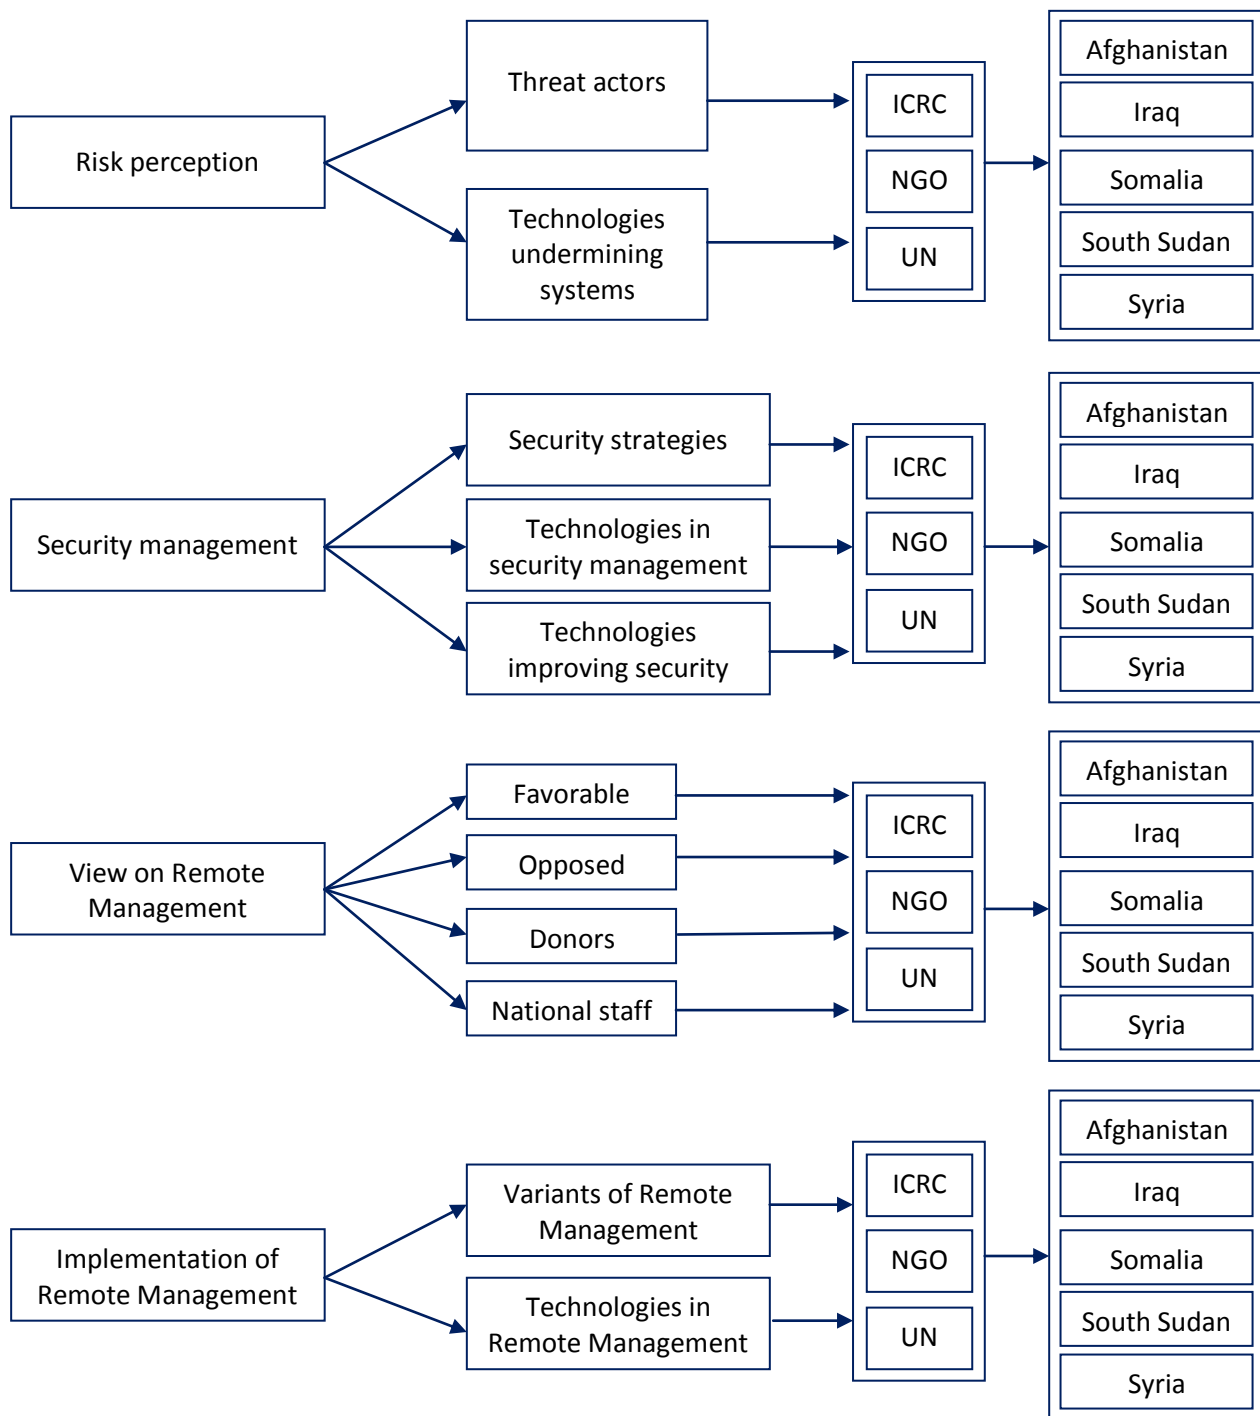 Risk perception
Threat actors
Technologies
undermining
systems
ICRC
NGO
UN
Afghanistan
Iraq
Somalia
South Sudan
Syria
Security management
Security strategies
Technologies in
security management
Technologies
improving security
ICRC
NGO
UN
Afghanistan
Iraq
Somalia
South Sudan
Syria
View on Remote
Management
Favorable
Opposed
Donors
National staff
ICRC
NGO
UN
Afghanistan
Iraq
Somalia
South Sudan
Syria
Implementation of
Remote Management
Variants of Remote
Management
Technologies in
Remote Management
ICRC
NGO
UN
Afghanistan
Iraq
Somalia
South Sudan
Syria